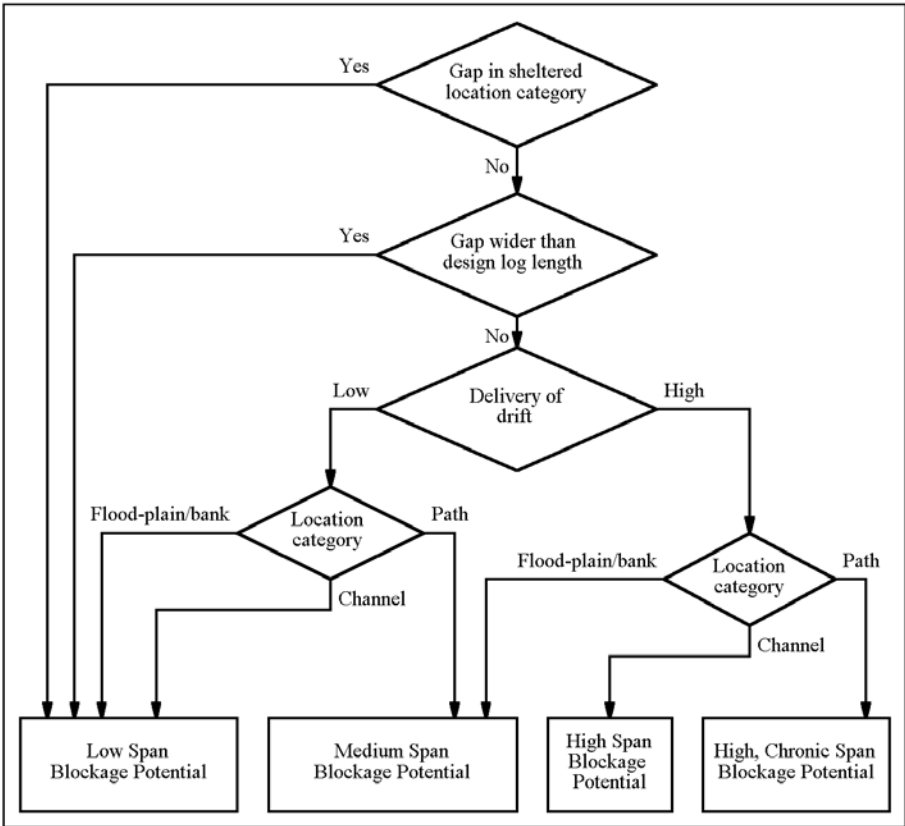 Yes
Gap in sheltered
location category
No
Yes
Gap wider than
design log length
No
Low
Delivery of
drift
High
Flood-plain/bank
Location
category
Path
Channel
Flood-plain/bank
Location
category
Path
Channel
Low Span
Blockage Potential
Medium Span
Blockage Potential
High Span
Blockage
Potential
High, Chronic Span
Blockage Potential